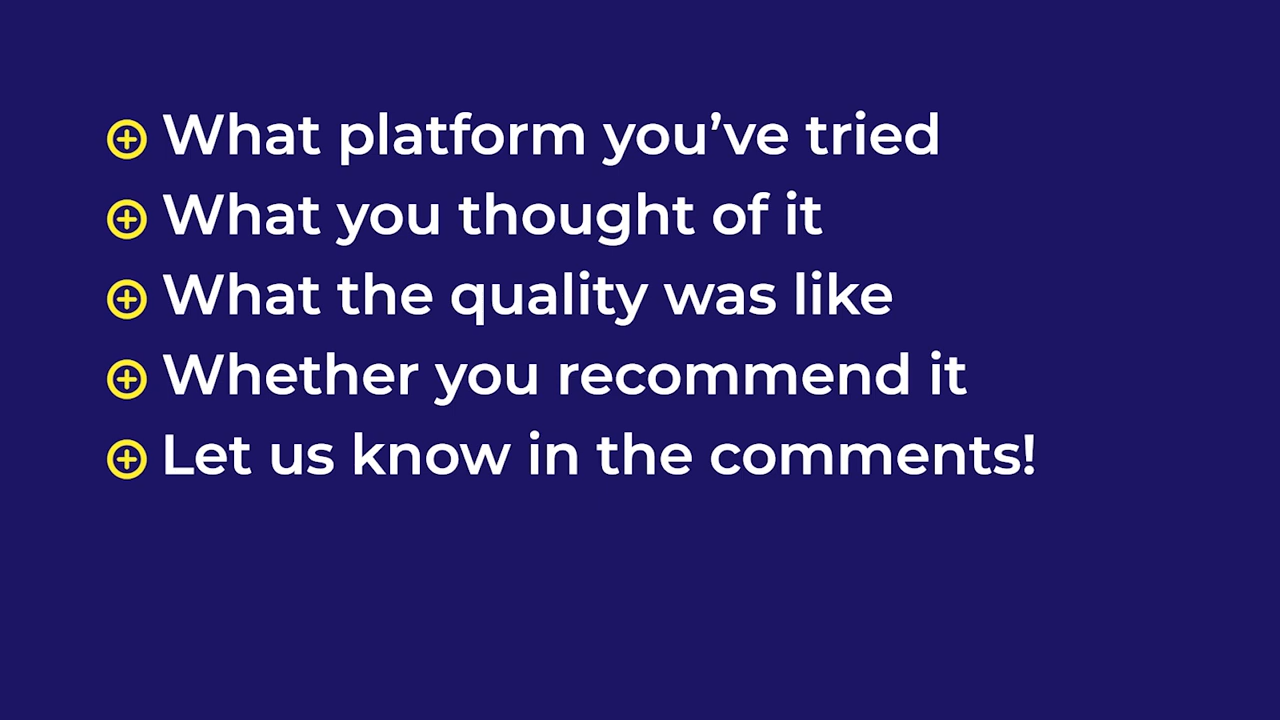 What platform you’ve tried
What you thought of it
What the quality was like
Whether you recommend it
Let us know in the comments!